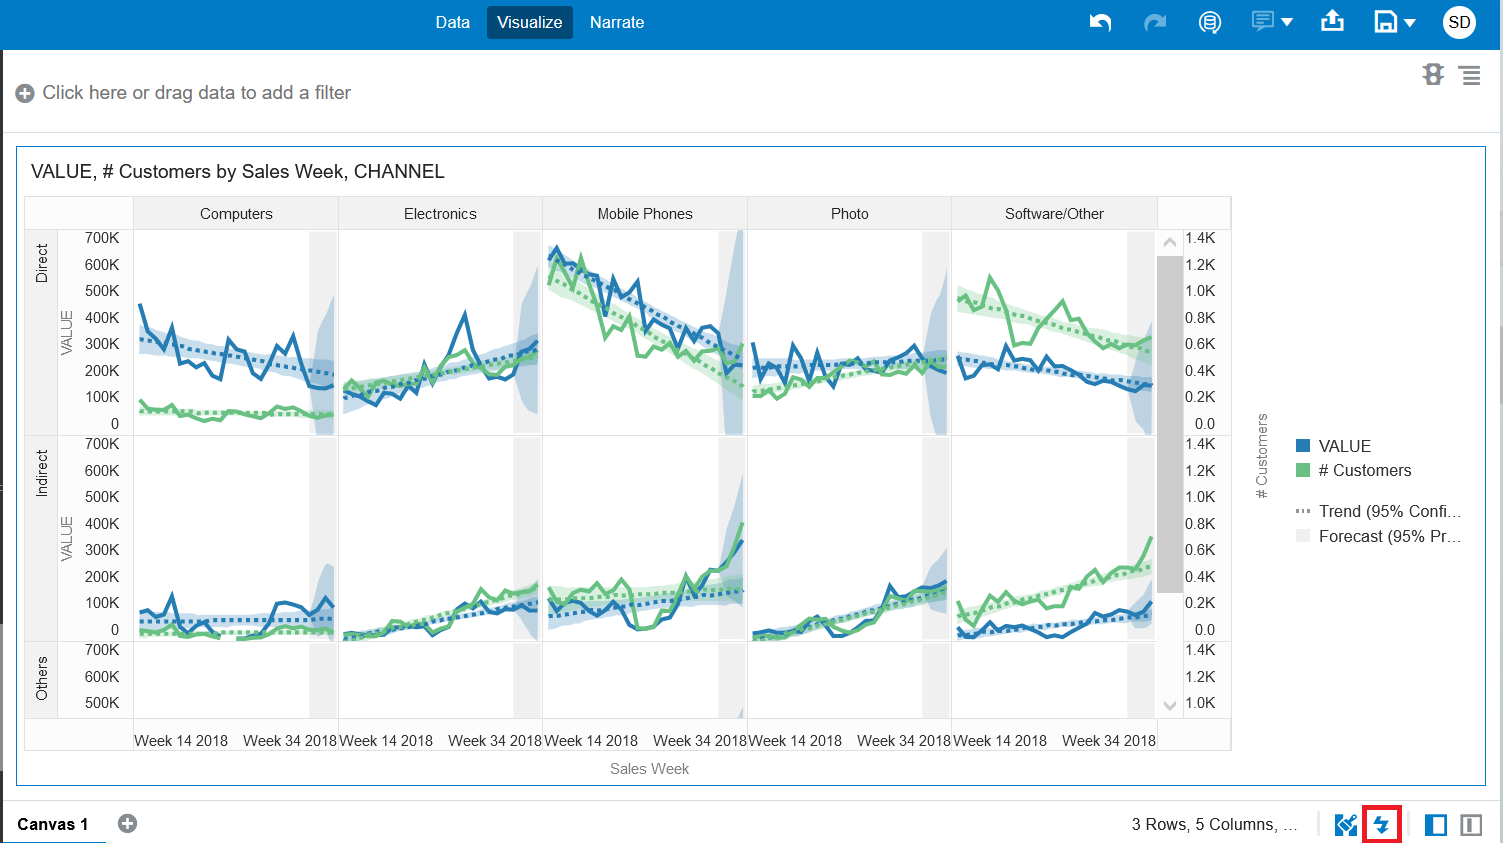 Data Visualize Narrate SD
Click here or drag data to add a filter
VALUE, # Customers by Sales Week, CHANNEL
Computers Electronics Mobile Phones Photo Software/Other
Direct
VALUE
700K
600K
500K
400K
300K
200K
100K
0
1.4K
1.2K
1.0K
0.8K
0.6K
0.4K
0.2K
0.0
Indirect
VALUE
700K
600K
500K
400K
300K
200K
100K
0
1.4K
1.2K
1.0K
0.8K
0.6K
0.4K
0.2K
0.0
Others
700K
600K
500K
1.4K
1.2K
1.0K
# Customers
Week 14 2018 Week 34 2018 Week 14 2018 Week 34 2018 Week 14 2018 Week 34 2018 Week 14 2018 Week 34 2018 Week 14 2018 Week 34 2018
Sales Week
VALUE
# Customers
Trend (95% Confi...
Forecast (95% Pr...
Canvas 1 3 Rows, 5 Columns, ...